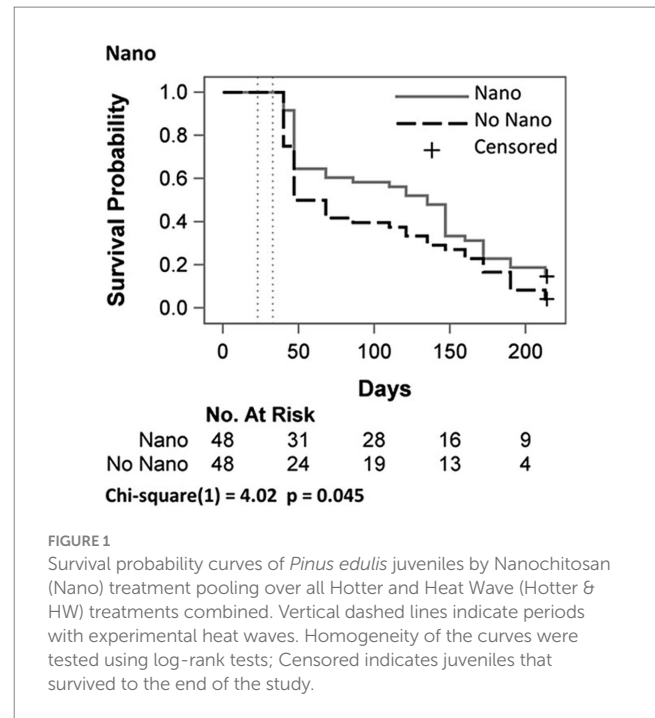 Nano
Survival Probability
1.0
0.8
0.6
0.4
0.2
0.0
Nano
No Nano
+ Censored
0 50 100 150 200
Days
No. At Risk
Nano 48 31 28 16 9
No Nano 48 24 19 13 4
Chi-square(1) = 4.02 p = 0.045
FIGURE 1
Survival probability curves of Pinus edulis juveniles by Nanochitosan
(Nano) treatment pooling over all Hotter and Heat Wave (Hotter &
HW) treatments combined. Vertical dashed lines indicate periods
with experimental heat waves. Homogeneity of the curves were
tested using log-rank tests; Censored indicates juveniles that
survived to the end of the study.